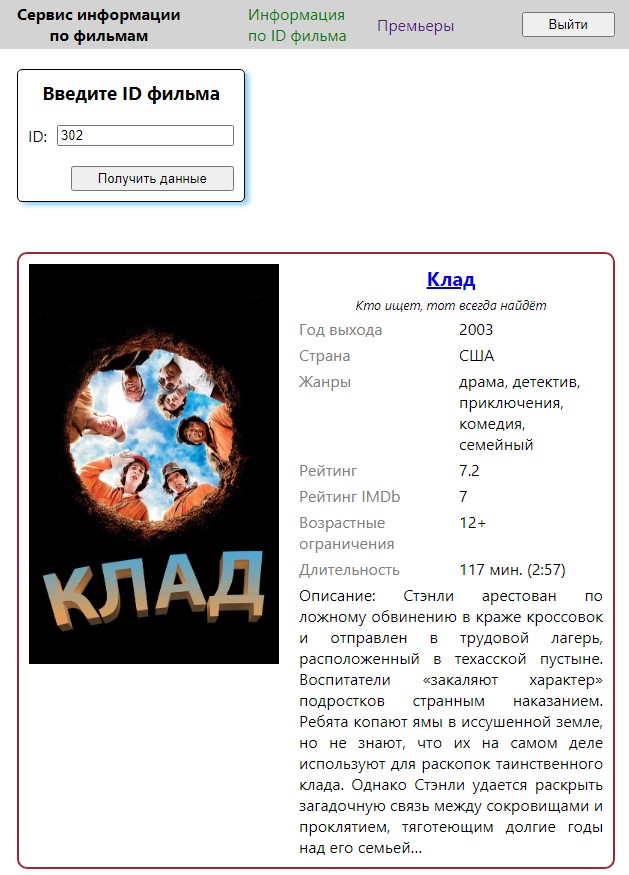 Сервис информации
по фильмам
Информация
по ID фильма
Премьеры
Выйти
Введите ID фильма
ID: 302
Получить данные
КЛАД
Клад
Кто ищет, тот всегда найдёт
Год выхода 2003
Страна США
Жанры драма, детектив,
приключения,
комедия,
семейный
Рейтинг 7.2
Рейтинг IMDb 7
Возрастные 12+
ограничения
Длительность 117 мин. (2:57)
Описание: Стэнли арестован по
ложному обвинению в краже кроссовок
и отправлен в трудовой лагерь,
расположенный в техасской пустыне.
Воспитатели «закаляют характер»
подростков странным наказанием.
Ребята копают ямы в иссушенной земле,
но не знают, что их на самом деле
используют для раскопок таинственного
клада. Однако Стэнли удается раскрыть
загадочную связь между сокровищами и
проклятием, тяготеющим долгие годы
над его семьей...